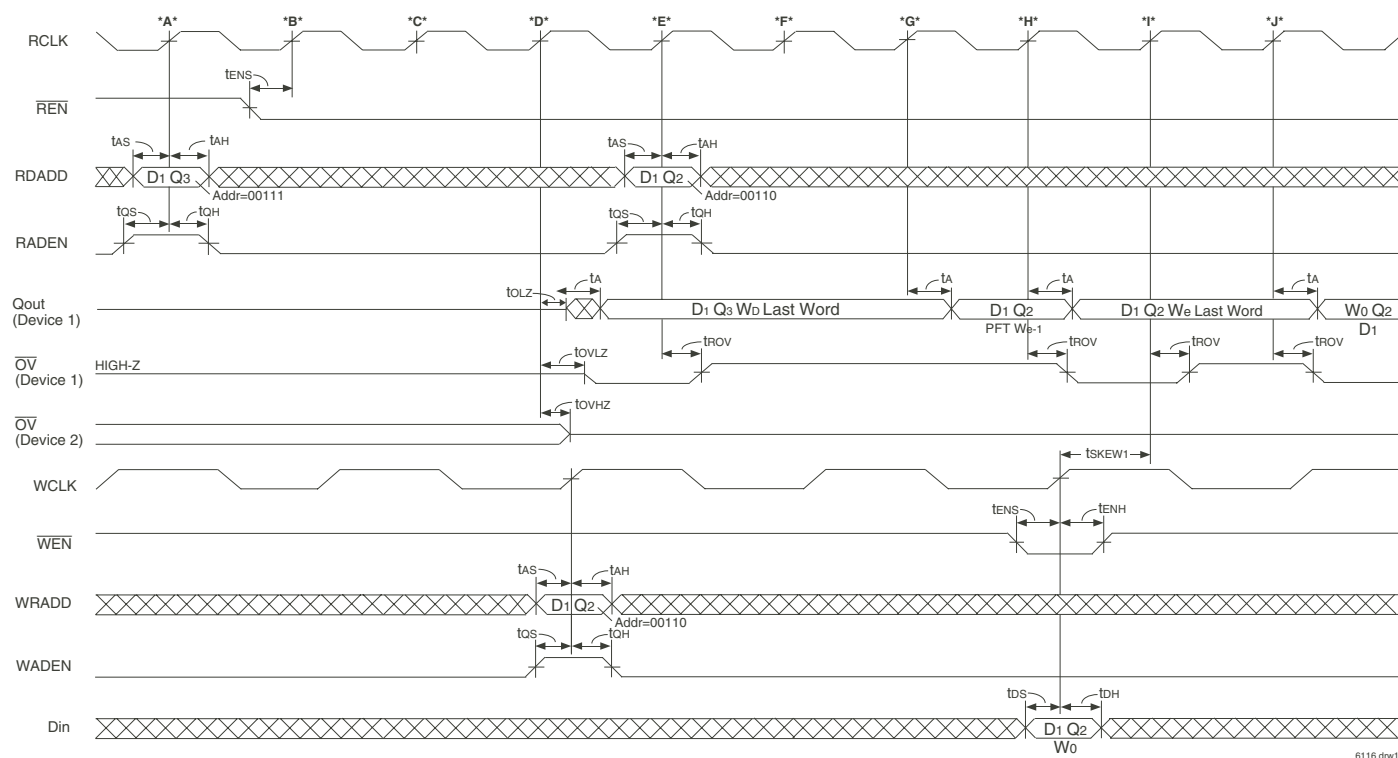 *A* *B* *C* *D* *E* *F* *G* *H* *I* *J*
RCLK
tENS
REN
tAS tAH tAS tAH
RDADD D1 Q3 D1 Q2
Addr=00111 Addr=00110
tQS tQH tQS tQH
RADEN
tOLZ tA tA tA tA
Qout
(Device 1)
D1 Q3 WD Last Word D1 Q2 D1 Q2 We Last Word W0 Q2
PFT We-1 D1
tOVLZ tROV tROV tROV tROV
OV
(Device 1)
HIGH-Z
tOVHZ
OV
(Device 2)
tSKEW1
WCLK
tENS tENH
WEN
tAS tAH
WRADD D1 Q2
Addr=00110
tQS tQH
WADEN
tDS tDH
Din D1 Q2
W0